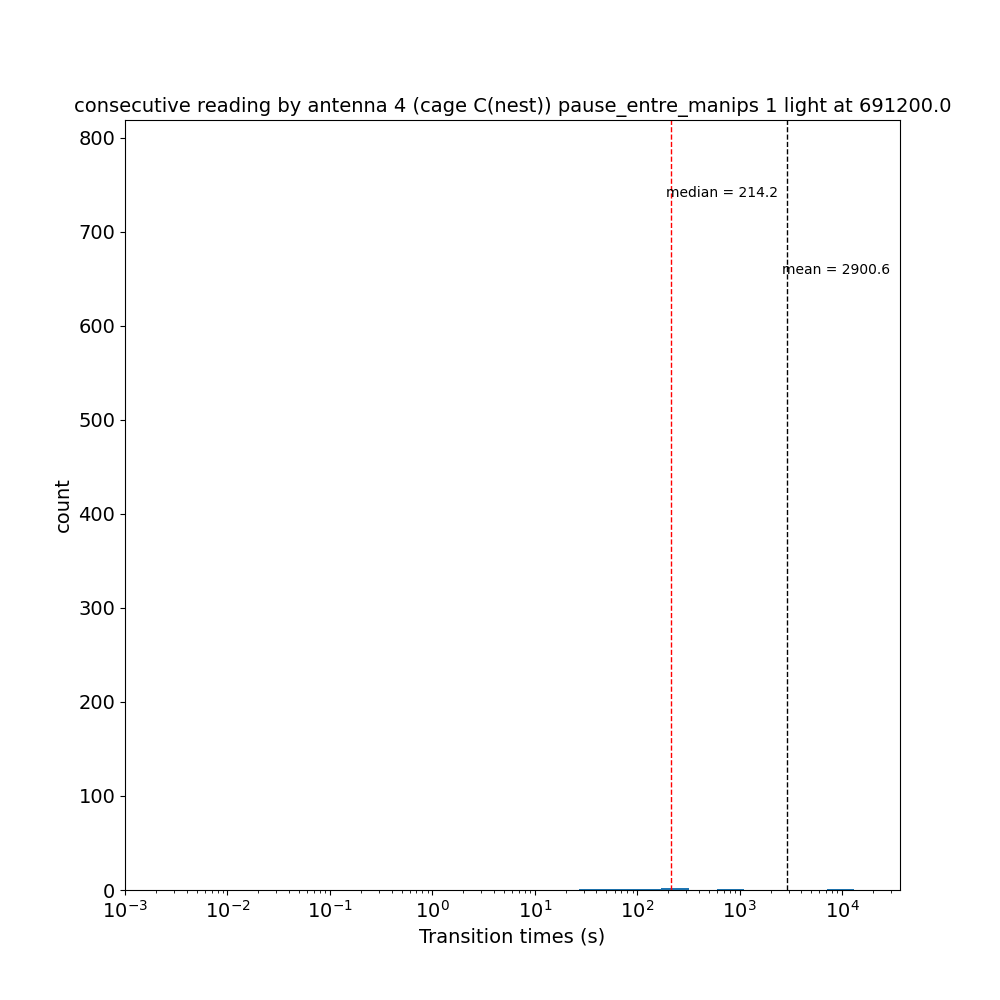 consecutive reading by antenna 4 (cage C(nest)) pause_entre_manips 1 light at 691200.0
800
median = 214.2
700
mean = 2900.6
600
500
count
400
300
200
100
0
10⁻³ 10⁻² 10⁻¹ 10⁰ 10¹ 10² 10³ 10⁴
Transition times (s)